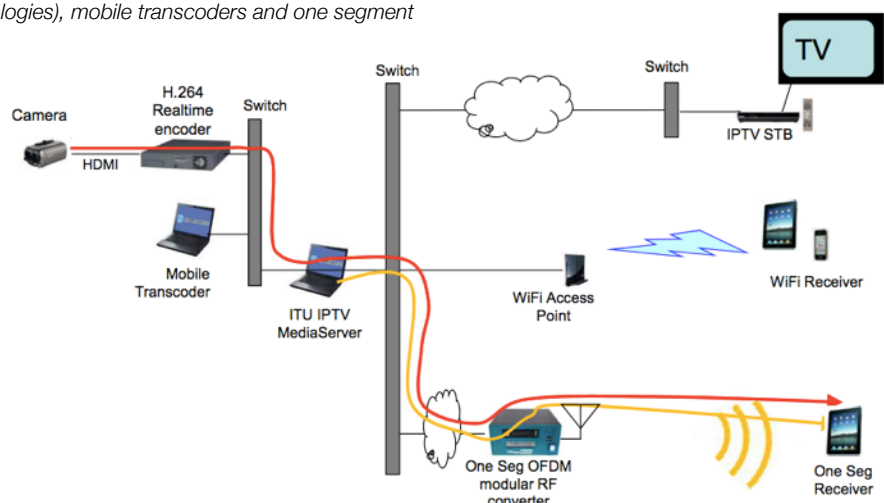 logies), mobile transcoders and one segment
TV
Switch
Switch
H.264
Realtime
encoder
Switch
Camera
HDMI
IPTV STB
Mobile
Transcoder
ITU IPTV
MediaServer
WiFi Access
Point
WiFi Receiver
One Seg OFDM
modular RF
converter
One Seg
Receiver